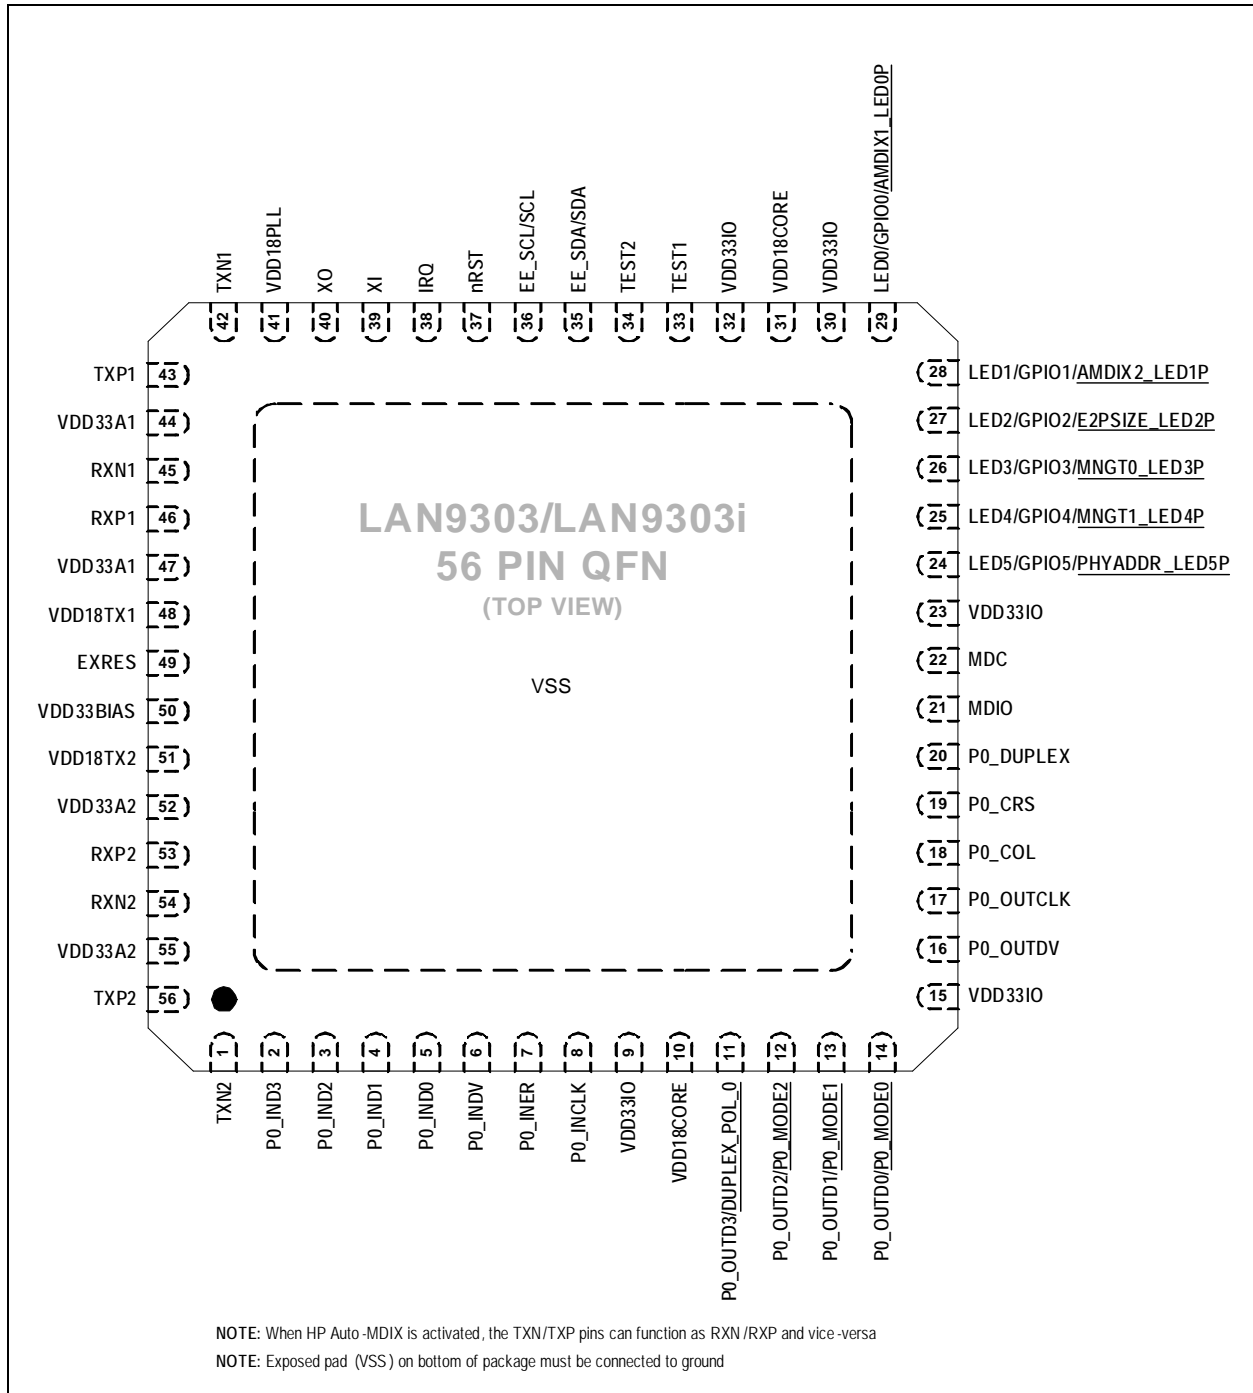 TXN1
VDD18PLL
XO
XI
IRQ
nRST
EE_SCL/SCL
EE_SDA/SDA
TEST2
TEST1
VDD33IO
VDD18CORE
VDD33IO
LED0/GPIO0/AMDIX1_LED0P
42
41
40
39
38
37
36
35
34
33
32
31
30
29
TXP1 43
VDD33A1 44
RXN1 45
RXP1 46
VDD33A1 47
VDD18TX1 48
EXRES 49
VDD33BIAS 50
VDD18TX2 51
VDD33A2 52
RXP2 53
RXN2 54
VDD33A2 55
TXP2 56
LAN9303/LAN9303i
56 PIN QFN
(TOP VIEW)
VSS
28 LED1/GPIO1/AMDIX2_LED1P
27 LED2/GPIO2/E2PSIZE_LED2P
26 LED3/GPIO3/MNGT0_LED3P
25 LED4/GPIO4/MNGT1_LED4P
24 LED5/GPIO5/PHYADDR_LED5P
23 VDD33IO
22 MDC
21 MDIO
20 P0_DUPLEX
19 P0_CRS
18 P0_COL
17 P0_OUTCLK
16 P0_OUTDV
15 VDD33IO
1
2
3
4
5
6
7
8
9
10
11
12
13
14
TXN2
P0_IND3
P0_IND2
P0_IND1
P0_IND0
P0_INDV
P0_INER
P0_INCLK
VDD33IO
VDD18CORE
P0_OUTD3/DUPLEX_POL_0
P0_OUTD2/P0_MODE2
P0_OUTD1/P0_MODE1
P0_OUTD0/P0_MODE0
NOTE: When HP Auto-MDIX is activated, the TXN/TXP pins can function as RXN/RXP and vice-versa
NOTE: Exposed pad (VSS) on bottom of package must be connected to ground